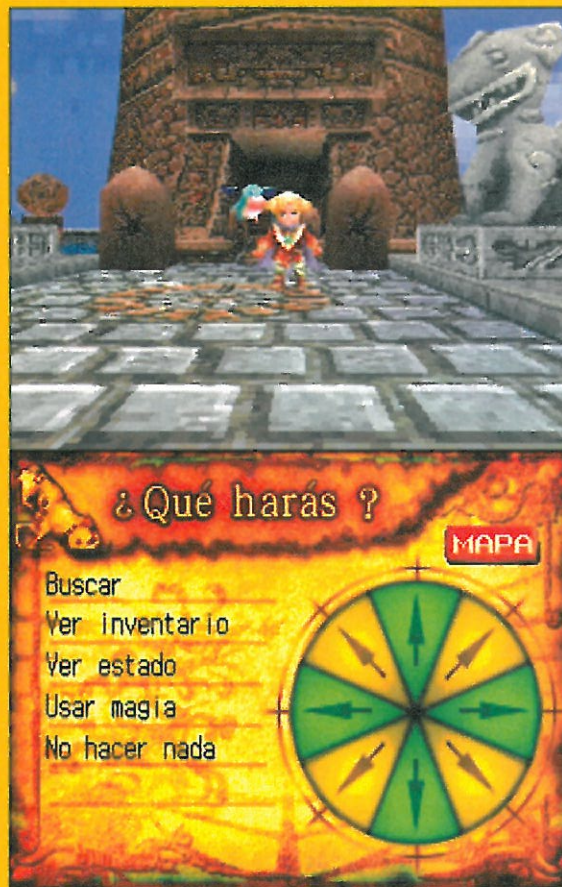 ¿Qué harás ?
MAPA
Buscar
Ver inventario
Ver estado
Usar magia
No hacer nada